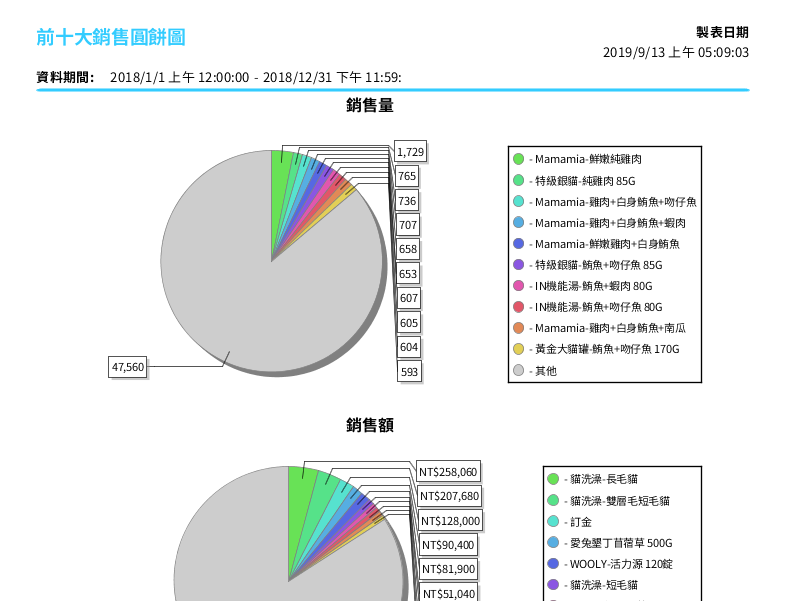 前十大銷售圓餅圖
製表日期
2019/9/13 上午 05:09:03
資料期間: 2018/1/1 上午 12:00:00 - 2018/12/31 下午 11:59:
銷售量
1,729
765
736
707
658
653
607
605
604
593
47,560
- Mamamia-鮮嫩純雞肉
- 特級銀貓-純雞肉 85G
- Mamamia-雞肉+白身鮪魚+吻仔魚
- Mamamia-雞肉+白身鮪魚+蝦肉
- Mamamia-鮮嫩雞肉+白身鮪魚
- 特級銀貓-鮪魚+吻仔魚 85G
- IN機能湯-鮪魚+蝦肉 80G
- IN機能湯-鮪魚+吻仔魚 80G
- Mamamia-雞肉+白身鮪魚+南瓜
- 黃金大貓罐-鮪魚+吻仔魚 170G
- 其他
銷售額
NT$258,060
NT$207,680
NT$128,000
NT$90,400
NT$81,900
NT$51,040
- 貓洗澡-長毛貓
- 貓洗澡-雙層毛短毛貓
- 訂金
- 愛兔墾丁苜蓿草 500G
- WOOLY-活力源 120錠
- 貓洗澡-短毛貓